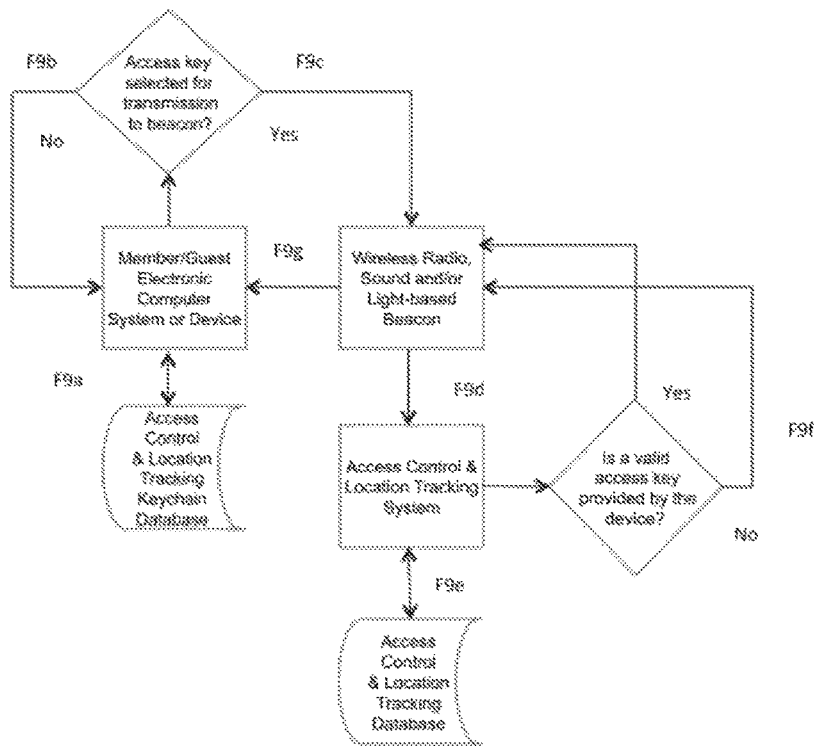 F9b
Access key
selected for
transmission
to beacon?
F9c
No
Yes
Member/Guest
Electronic
Computer
System or Device
F9g
Wireless Radio,
Sound and/or
Light-based
Beacon
F9a
Access
Control
& Location
Tracking
Keychain
Database
F9d
Yes
F9f
Access Control &
Location Tracking
System
Is a valid
access key
provided by the
device?
No
F9e
Access
Control
& Location
Tracking
Database